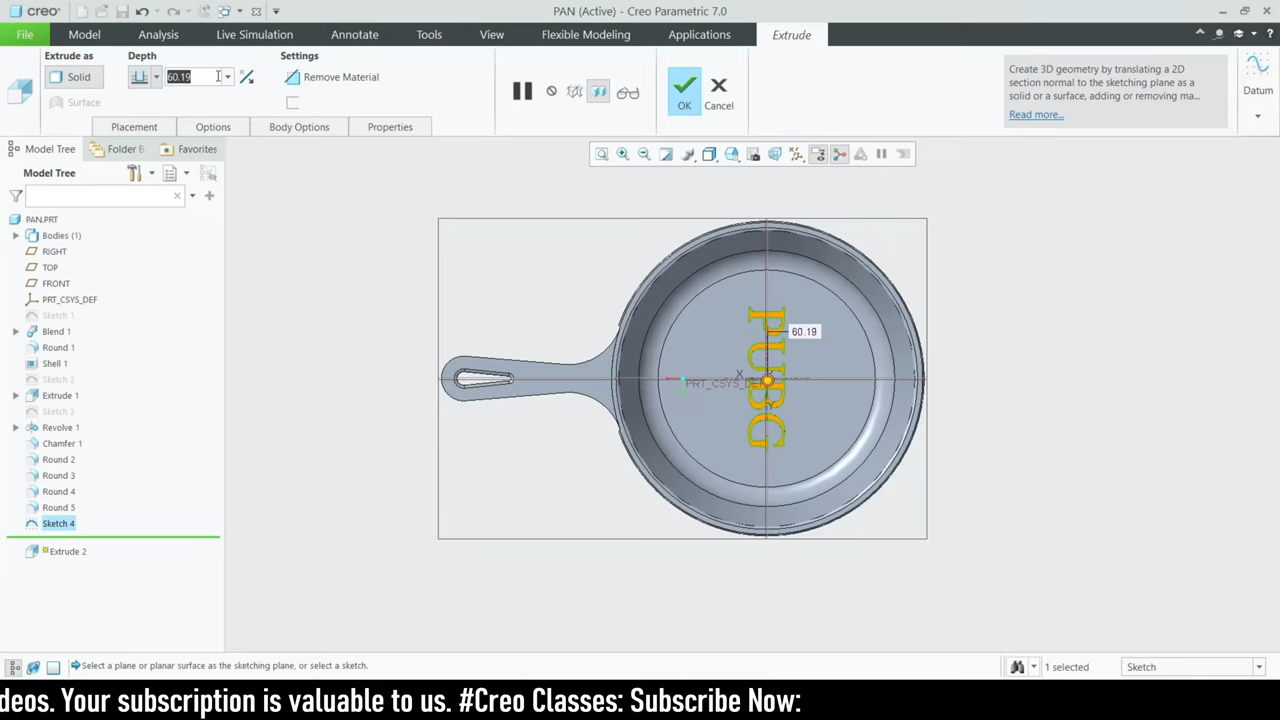 creo
PAN (Active) - Creo Parametric 7.0
File Model Analysis Live Simulation Annotate Tools View Flexible Modeling Applications Extrude
Extrude as Depth Settings
Solid 60.19 Remove Material
Surface
OK Cancel
Create 3D geometry by translating a 2D
section normal to the sketching plane as a
solid or a surface, adding or removing ma...
Read more...
Datum
Placement Options Body Options Properties
Model Tree Folder B Favorites
Model Tree
PAN.PRT
Bodies (1)
RIGHT
TOP
FRONT
PRT_CSYS_DEF
Sketch 1
Blend 1
Round 1
Shell 1
Sketch 2
Extrude 1
Sketch 3
Revolve 1
Chamfer 1
Round 2
Round 3
Round 4
Round 5
Sketch 4
Extrude 2
PUBG
60.19
PRT_CSYS_DEF
X
Y
Select a plane or planar surface as the sketching plane, or select a sketch.
1 selected Sketch
deos. Your subscription is valuable to us. #Creo Classes: Subscribe Now: